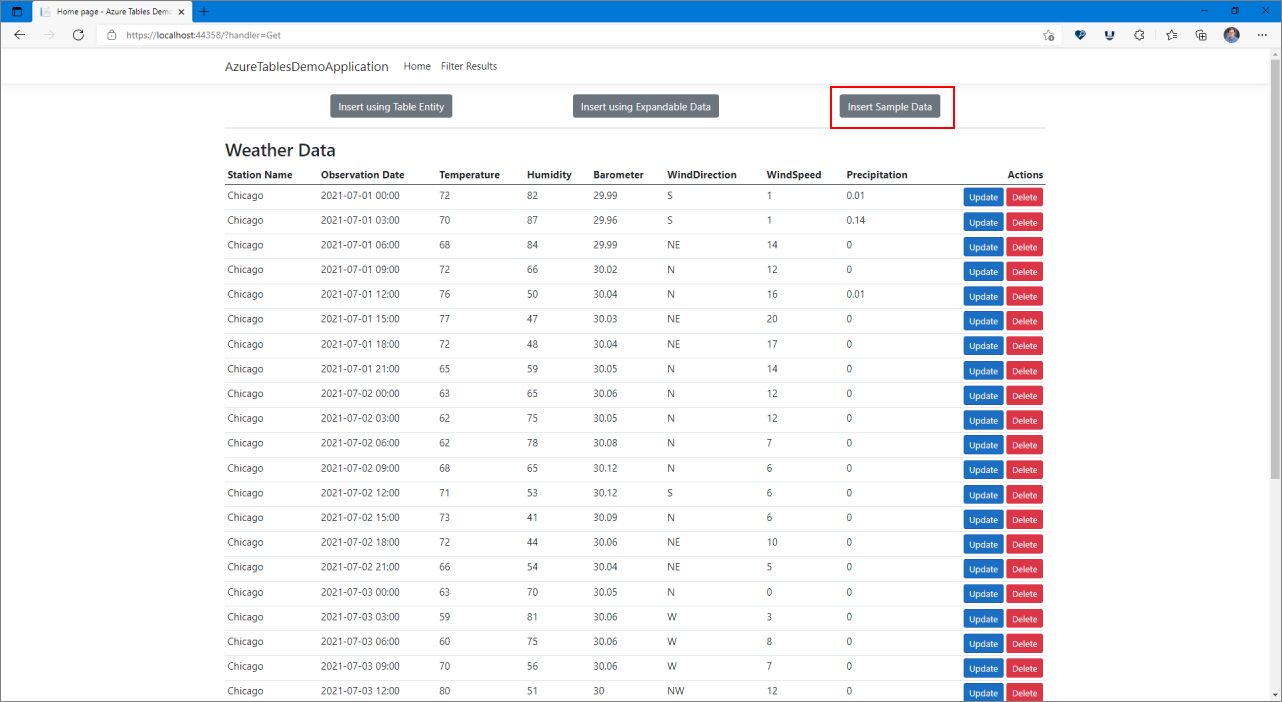 Home page - Azure Tables Demo
https://localhost:44358/?handler=Get
AzureTablesDemoApplication Home Filter Results
Insert using Table Entity Insert using Expandable Data Insert Sample Data
Weather Data
Station Name Observation Date Temperature Humidity Barometer WindDirection WindSpeed Precipitation Actions
Chicago 2021-07-01 00:00 72 82 29.99 S 1 0.01 Update Delete
Chicago 2021-07-01 03:00 70 87 29.96 S 1 0.14 Update Delete
Chicago 2021-07-01 06:00 68 84 29.99 NE 14 0 Update Delete
Chicago 2021-07-01 09:00 72 66 30.02 N 12 0 Update Delete
Chicago 2021-07-01 12:00 76 50 30.04 N 16 0.01 Update Delete
Chicago 2021-07-01 15:00 77 47 30.03 NE 20 0 Update Delete
Chicago 2021-07-01 18:00 72 48 30.04 NE 17 0 Update Delete
Chicago 2021-07-01 21:00 65 59 30.05 N 14 0 Update Delete
Chicago 2021-07-02 00:00 63 65 30.06 N 12 0 Update Delete
Chicago 2021-07-02 03:00 62 75 30.05 N 12 0 Update Delete
Chicago 2021-07-02 06:00 62 78 30.08 N 7 0 Update Delete
Chicago 2021-07-02 09:00 68 65 30.12 N 6 0 Update Delete
Chicago 2021-07-02 12:00 71 53 30.12 S 6 0 Update Delete
Chicago 2021-07-02 15:00 73 41 30.09 N 6 0 Update Delete
Chicago 2021-07-02 18:00 72 44 30.06 NE 10 0 Update Delete
Chicago 2021-07-02 21:00 66 54 30.04 NE 5 0 Update Delete
Chicago 2021-07-03 00:00 63 70 30.05 N 0 0 Update Delete
Chicago 2021-07-03 03:00 59 81 30.06 W 3 0 Update Delete
Chicago 2021-07-03 06:00 60 75 30.06 W 8 0 Update Delete
Chicago 2021-07-03 09:00 70 56 30.06 W 7 0 Update Delete
Chicago 2021-07-03 12:00 80 51 30 NW 12 0 Update Delete